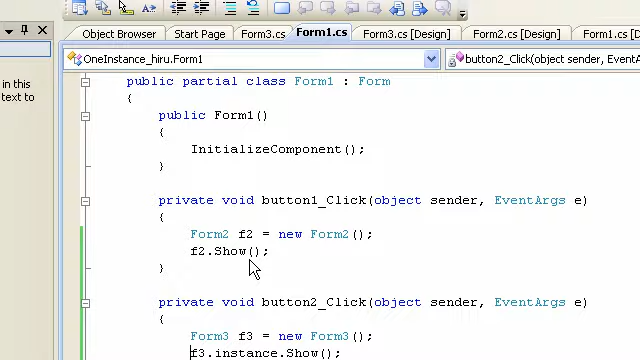 Object Browser Start Page Form3.cs Form1.cs Form3.cs [Design] Form2.cs [Design] Form1.cs [Design]
OneInstance_hiru.Form1 button2_Click(object sender, EventA
in this
text to
public partial class Form1 : Form
{
public Form1()
{
InitializeComponent();
}
private void button1_Click(object sender, EventArgs e)
{
Form2 f2 = new Form2();
f2.Show();
}
private void button2_Click(object sender, EventArgs e)
{
Form3 f3 = new Form3();
f3.instance.Show();